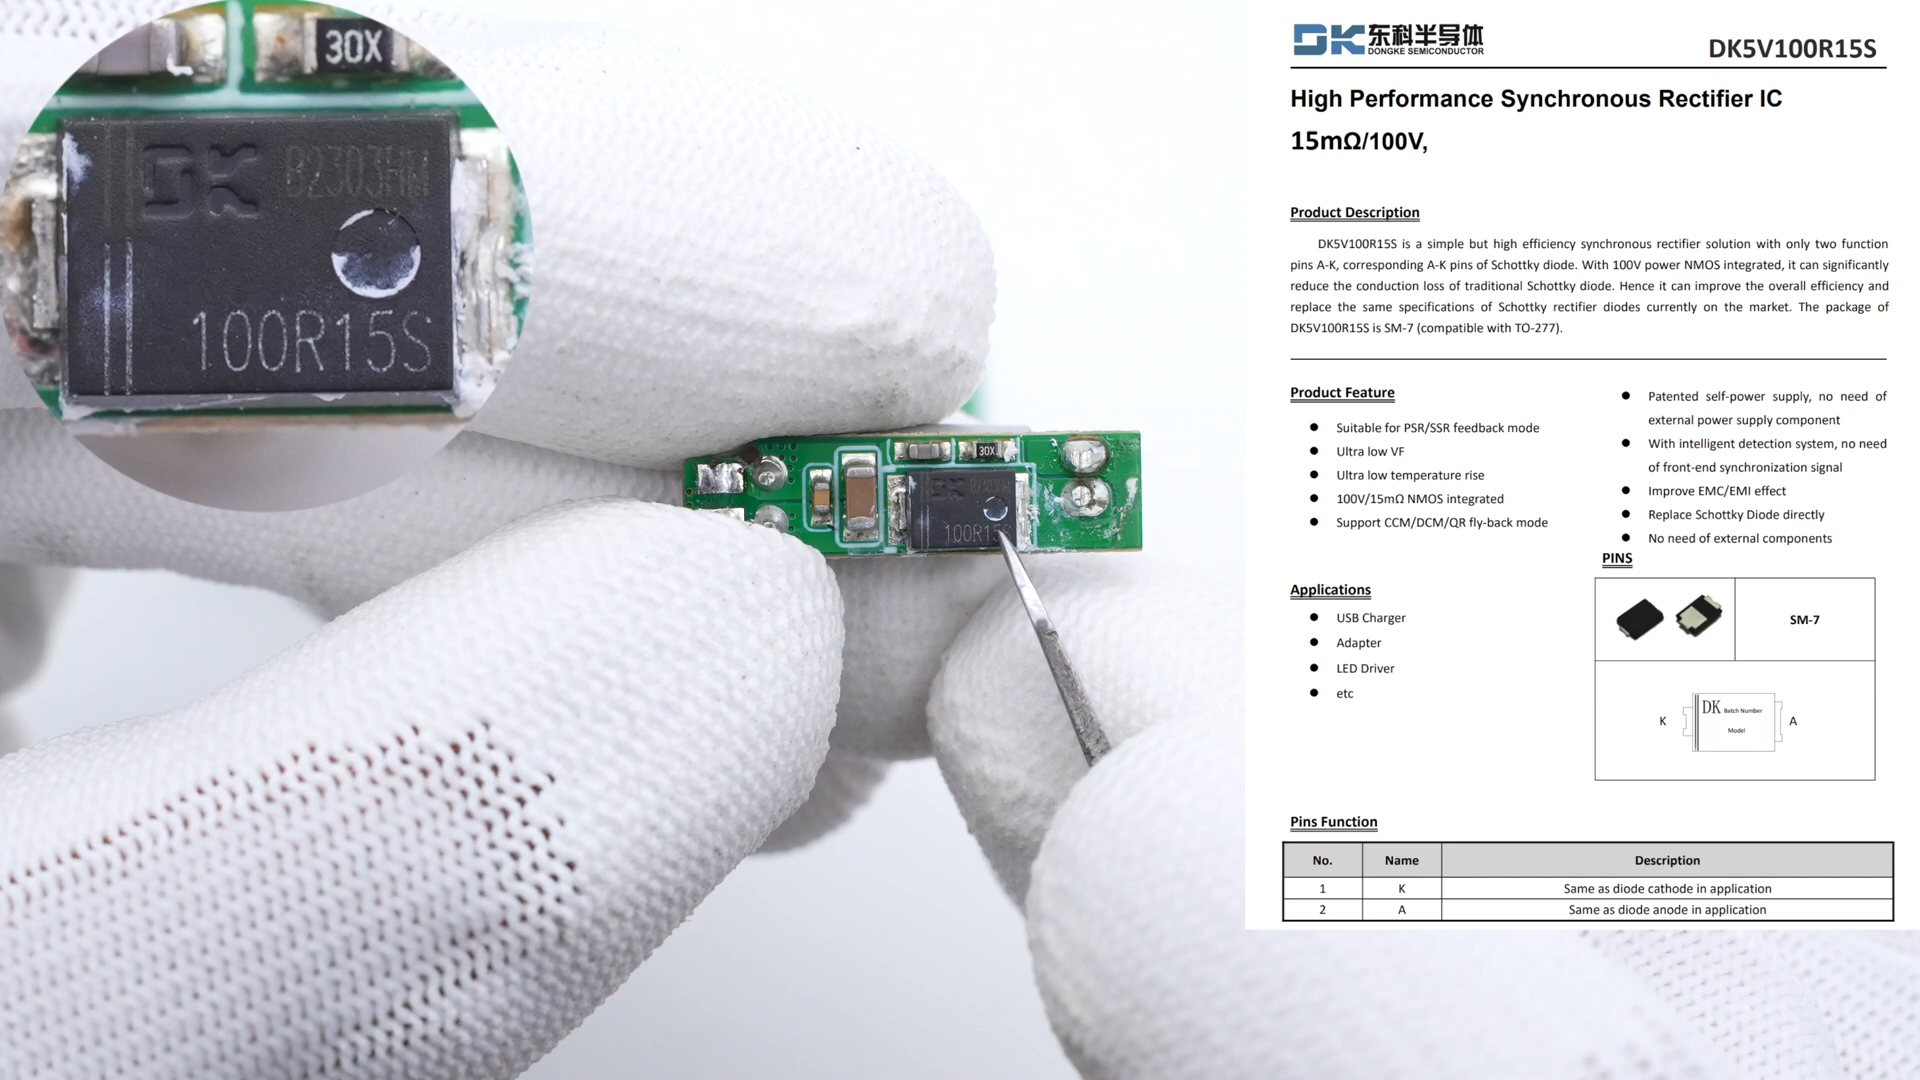 30X
DK B2303HW
100R15S
30X
DK B2303HW
100R15S
DK 东科半导体
DONGKE SEMICONDUCTOR
DK5V100R15S
High Performance Synchronous Rectifier IC
15mΩ/100V,
Product Description
DK5V100R15S is a simple but high efficiency synchronous rectifier solution with only two function
pins A-K, corresponding A-K pins of Schottky diode. With 100V power NMOS integrated, it can significantly
reduce the conduction loss of traditional Schottky diode. Hence it can improve the overall efficiency and
replace the same specifications of Schottky rectifier diodes currently on the market. The package of
DK5V100R15S is SM-7 (compatible with TO-277).
Product Feature
● Suitable for PSR/SSR feedback mode
● Ultra low VF
● Ultra low temperature rise
● 100V/15mΩ NMOS integrated
● Support CCM/DCM/QR fly-back mode
● Patented self-power supply, no need of
external power supply component
● With intelligent detection system, no need
of front-end synchronization signal
● Improve EMC/EMI effect
● Replace Schottky Diode directly
● No need of external components
Applications
● USB Charger
● Adapter
● LED Driver
● etc
PINS
SM-7
K
DK Batch Number
Model
A
Pins Function
No. Name Description
1 K Same as diode cathode in application
2 A Same as diode anode in application